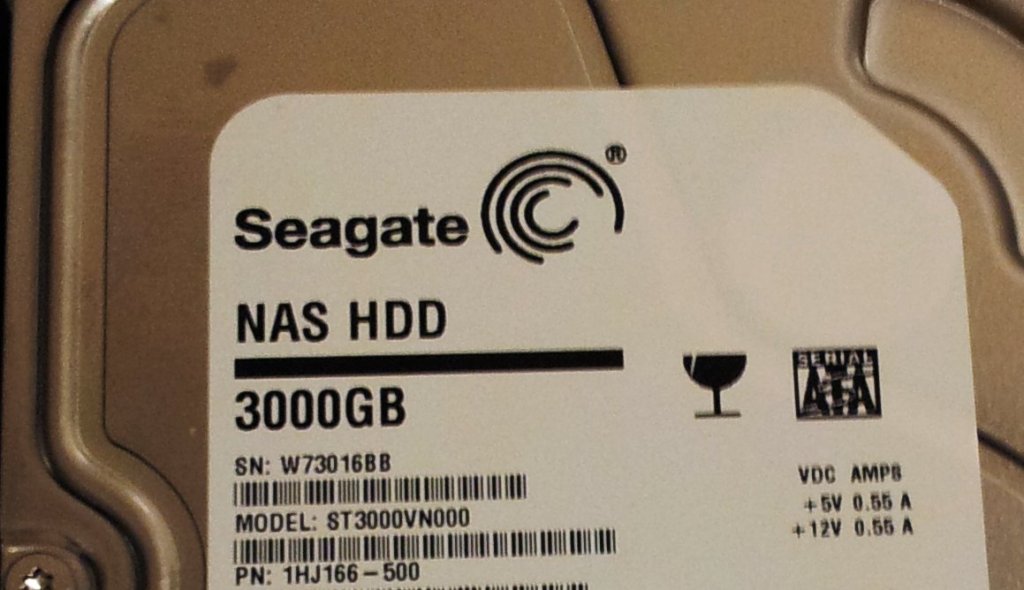 Seagate®
NAS HDD
3000GB
SERIAL
ATA
SN: W73016BB
MODEL: ST3000VN000
PN: 1HJ166-500
VDC AMPS
+5V 0.55 A
+12V 0.55 A